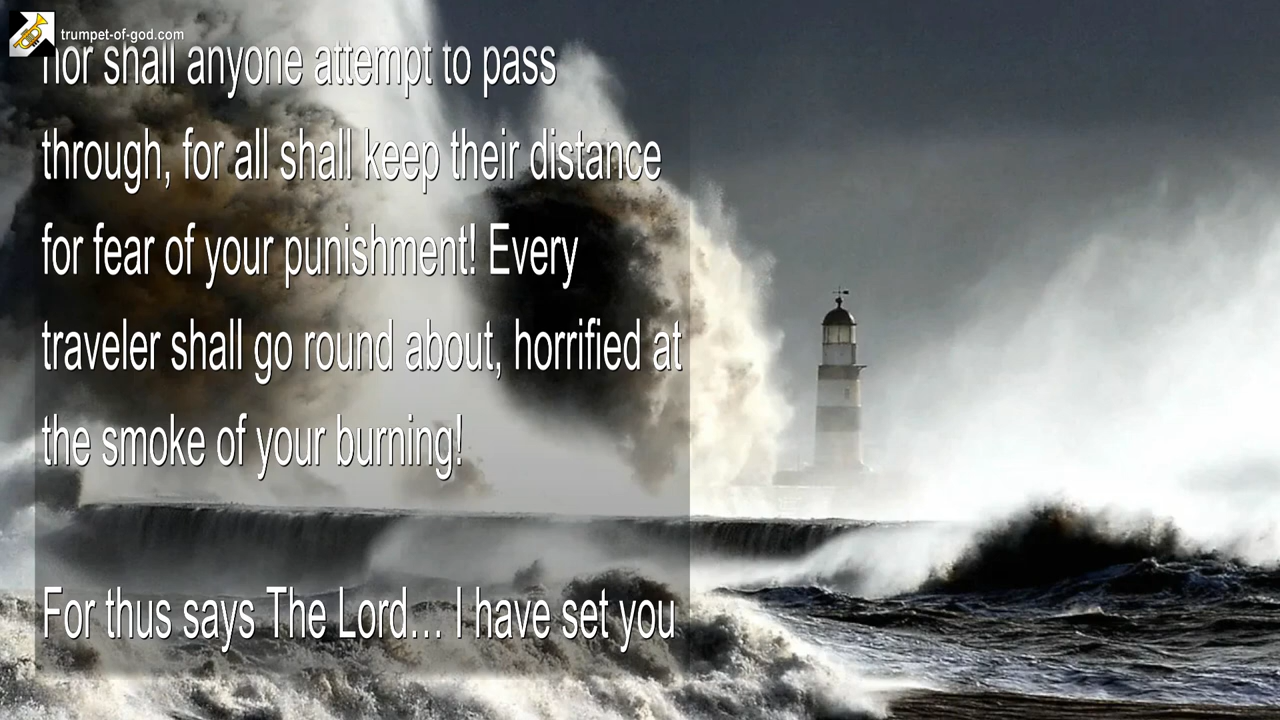 trumpet-of-god.com
nor shall anyone attempt to pass
through, for all shall keep their distance
for fear of your punishment! Every
traveler shall go round about, horrified at
the smoke of your burning!
For thus says The Lord… I have set you